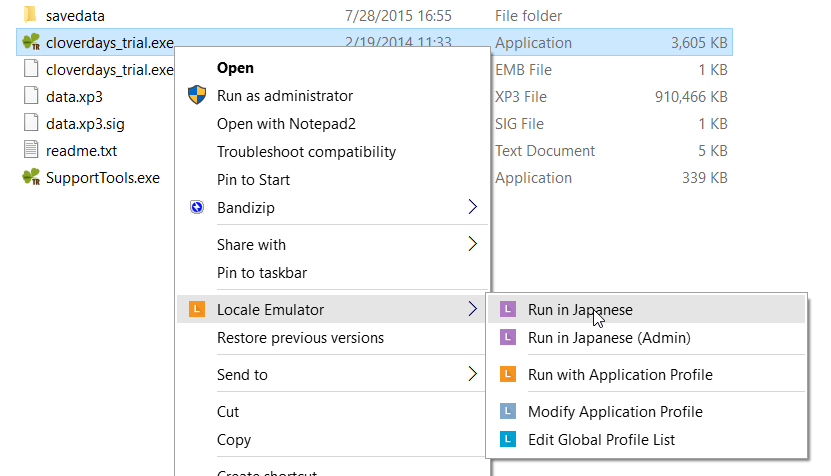 savedata 7/28/2015 16:55 File folder
cloverdays_trial.exe 2/19/2014 11:33 Application 3,605 KB
cloverdays_trial.exe EMB File 1 KB
data.xp3 XP3 File 910,466 KB
data.xp3.sig SIG File 1 KB
readme.txt Text Document 5 KB
TR SupportTools.exe Application 339 KB
Open
Run as administrator
Open with Notepad2
Troubleshoot compatibility
Pin to Start
Bandizip
Share with
Pin to taskbar
L Locale Emulator
Restore previous versions
Send to
Cut
Copy
Create shortcut
L Run in Japanese
L Run in Japanese (Admin)
L Run with Application Profile
L Modify Application Profile
L Edit Global Profile List